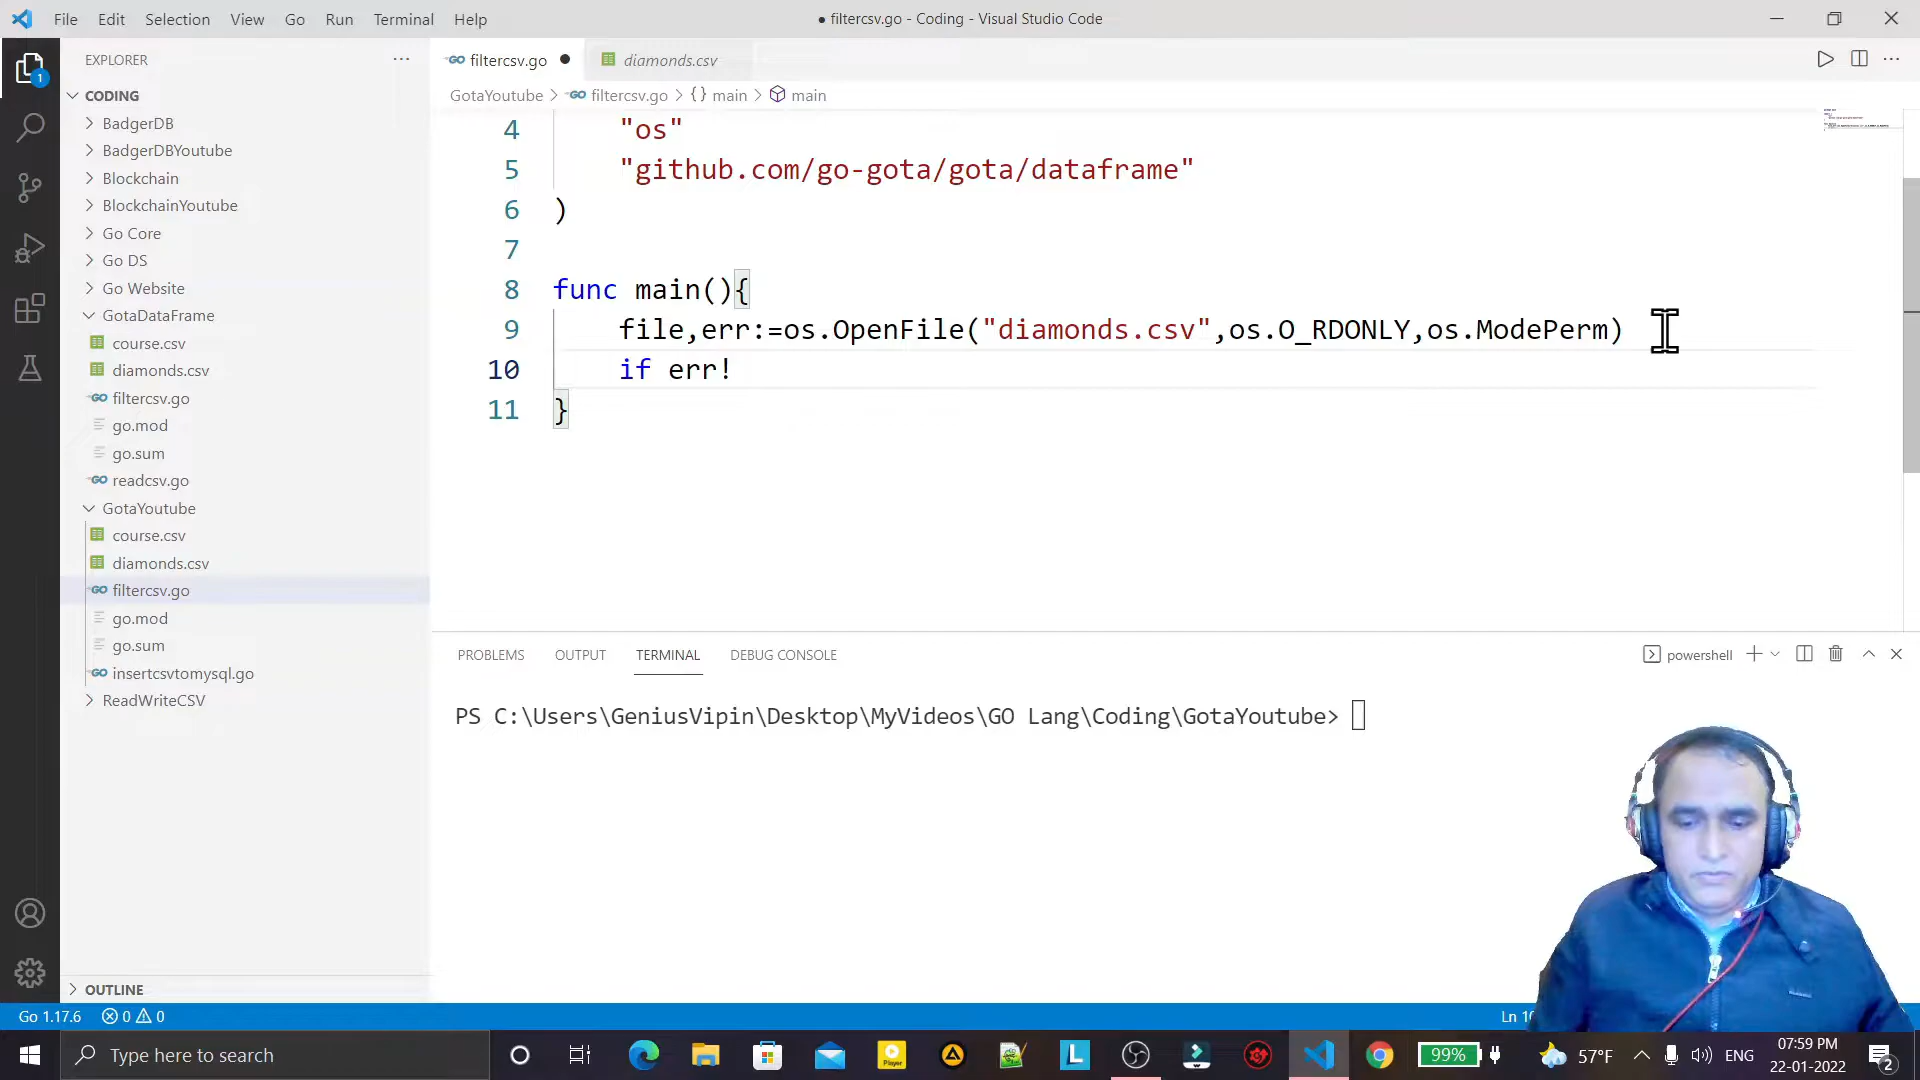 File Edit Selection View Go Run Terminal Help
● filtercsv.go - Coding - Visual Studio Code
EXPLORER
CODING
BadgerDB
BadgerDBYoutube
Blockchain
BlockchainYoutube
Go Core
Go DS
Go Website
GotaDataFrame
course.csv
diamonds.csv
filtercsv.go
go.mod
go.sum
readcsv.go
GotaYoutube
course.csv
diamonds.csv
filtercsv.go
go.mod
go.sum
insertcsvtomysql.go
ReadWriteCSV
OUTLINE
filtercsv.go ● diamonds.csv
GotaYoutube > filtercsv.go > {} main > main
4 "os"
5 "github.com/go-gota/gota/dataframe"
6 )
7
8 func main(){
9 file,err:=os.OpenFile("diamonds.csv",os.O_RDONLY,os.ModePerm)
10 if err!
11 }
PROBLEMS OUTPUT TERMINAL DEBUG CONSOLE
powershell
PS C:\Users\GeniusVipin\Desktop\MyVideos\GO Lang\Coding\GotaYoutube>
Go 1.17.6 0 0
Type here to search
99%
57°F
ENG
07:59 PM
22-01-2022
2